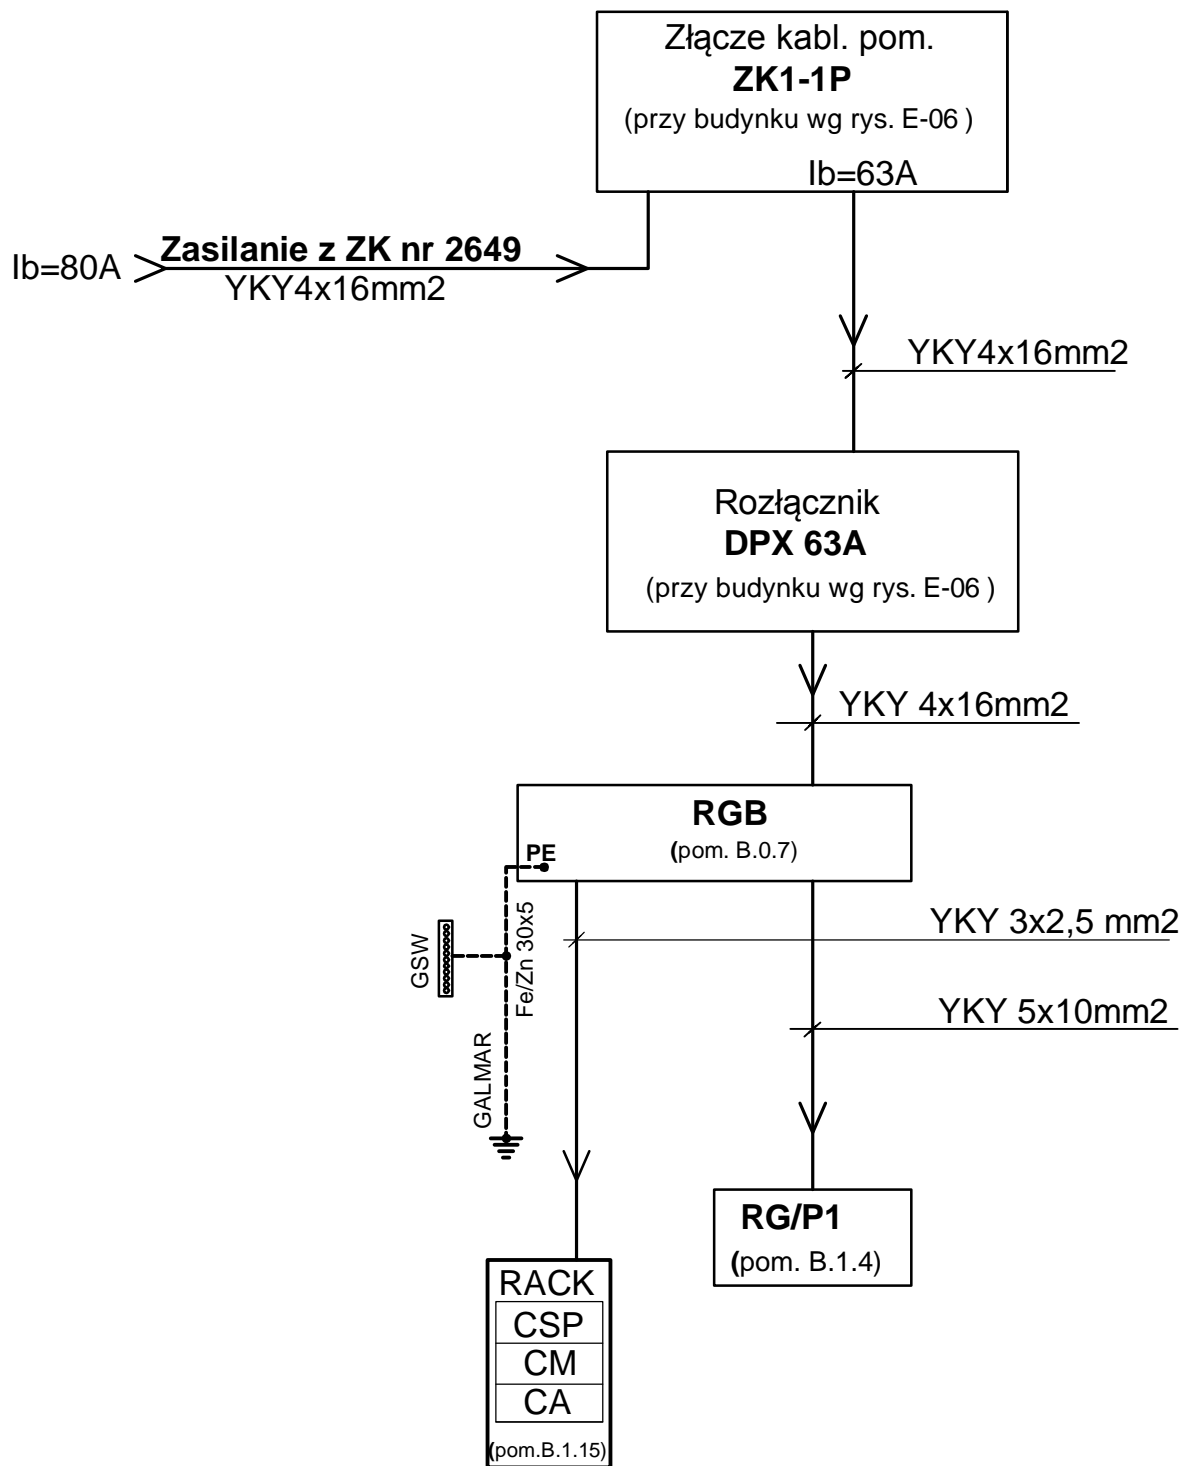 Złącze kabl. pom.
ZK1-1P
(przy budynku wg rys. E-06 )
Ib=63A
Zasilanie z ZK nr 2649
Ib=80A
YKY4x16mm2
YKY4x16mm2
Rozłącznik
DPX 63A
(przy budynku wg rys. E-06 )
YKY 4x16mm2
RGB
(pom. B.0.7)
PE
YKY 3x2,5 mm2
Fe/Zn 30x5
GSW
YKY 5x10mm2
GALMAR
RG/P1
(pom. B.1.4)
RACK
CSP
CM
CA
(pom.B.1.15)